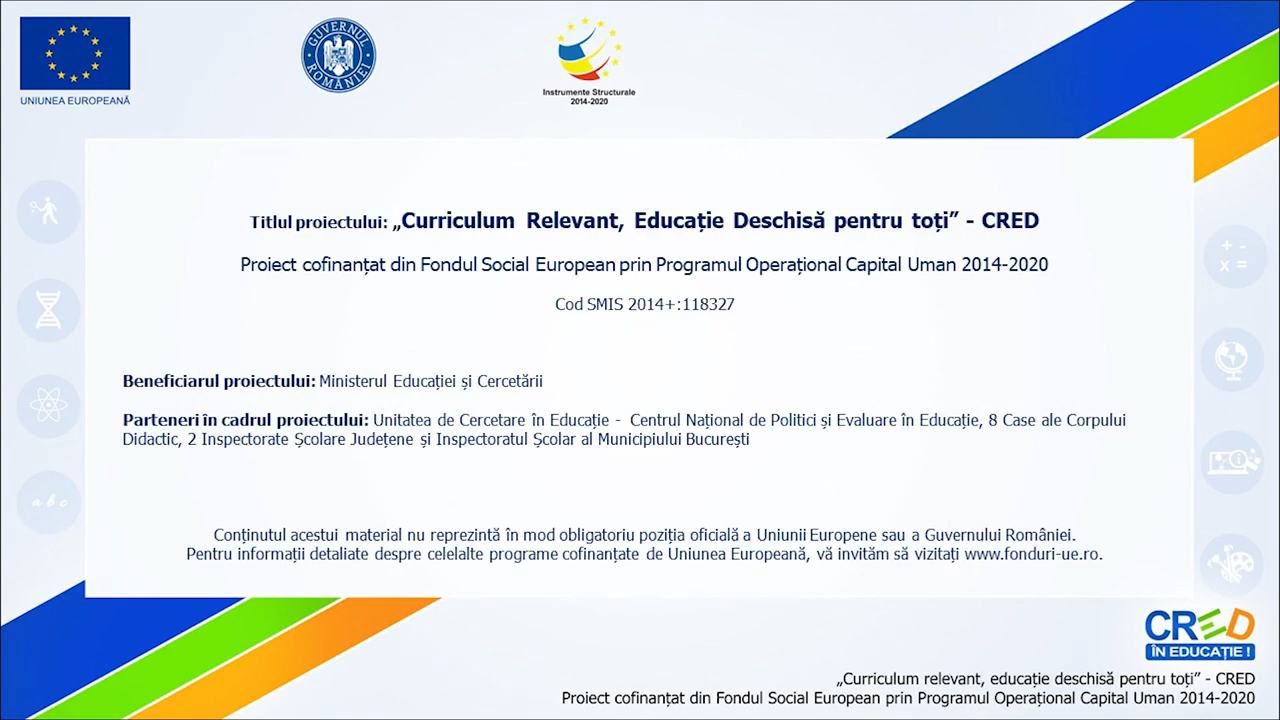 UNIUNEA EUROPEANĂ
GUVERNUL ROMÂNIEI
Instrumente Structurale
2014-2020
Titlul proiectului: „Curriculum Relevant, Educație Deschisă pentru toți” - CRED
Proiect cofinanțat din Fondul Social European prin Programul Operațional Capital Uman 2014-2020
Cod SMIS 2014+:118327
Beneficiarul proiectului: Ministerul Educației și Cercetării
Parteneri în cadrul proiectului: Unitatea de Cercetare în Educație - Centrul Național de Politici și Evaluare în Educație, 8 Case ale Corpului
Didactic, 2 Inspectorate Școlare Județene și Inspectoratul Școlar al Municipiului București
Conținutul acestui material nu reprezintă în mod obligatoriu poziția oficială a Uniunii Europene sau a Guvernului României.
Pentru informații detaliate despre celelalte programe cofinanțate de Uniunea Europeană, vă invităm să vizitați www.fonduri-ue.ro.
+ -
x =
a b c
CRED
ÎN EDUCAȚIE !
„Curriculum relevant, educație deschisă pentru toți” - CRED
Proiect cofinanțat din Fondul Social European prin Programul Operațional Capital Uman 2014-2020